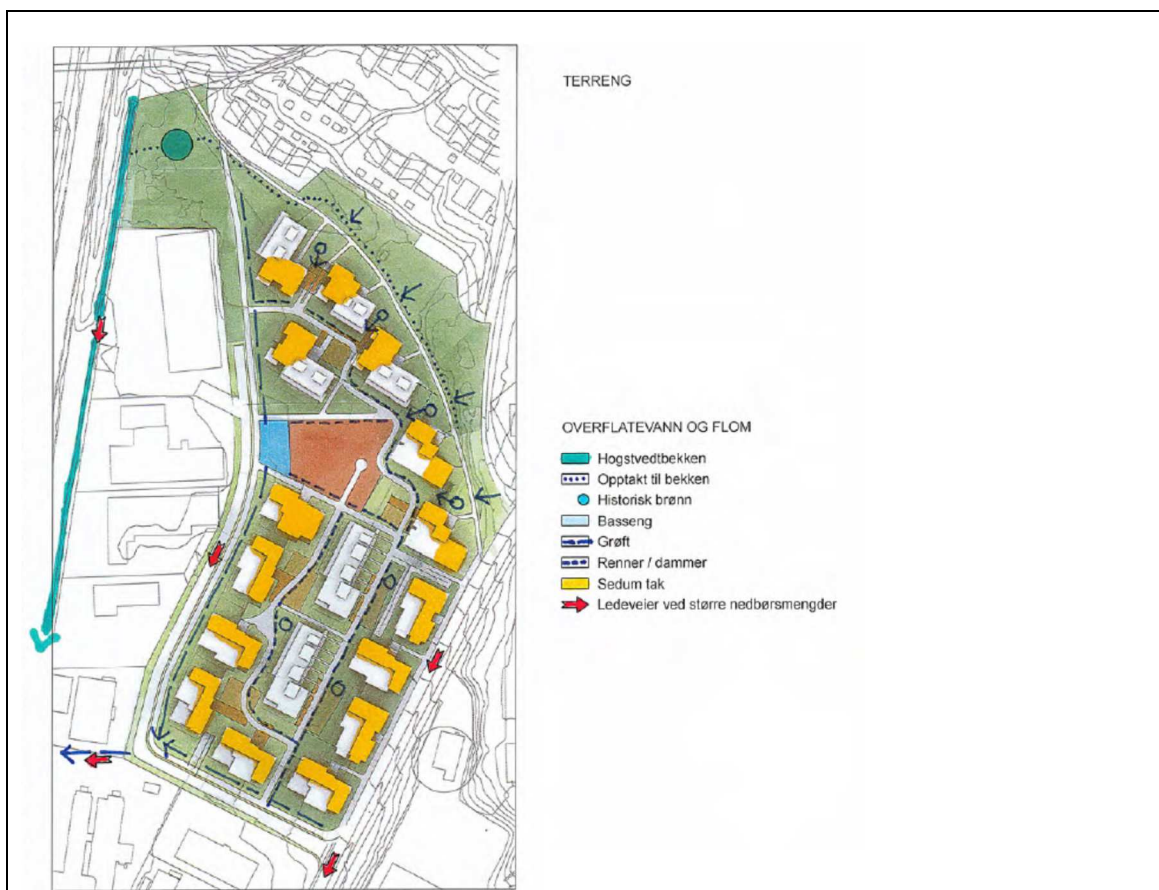 TERRENG
OVERFLATEVANN OG FLOM
Hogstvedtbekken
Opptakt til bekken
Historisk brønn
Basseng
Grøft
Renner / dammer
Sedum tak
Ledeveier ved større nedbørsmengder